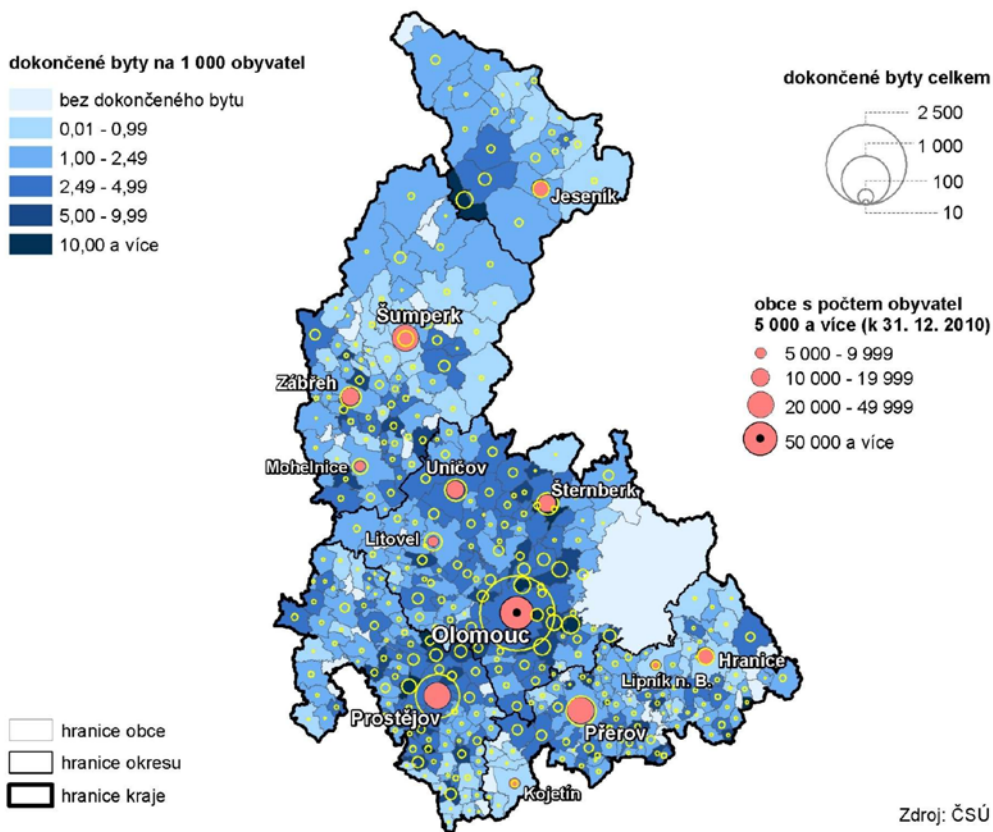 dokončené byty na 1 000 obyvatel
bez dokončeného bytu
0,01 - 0,99
1,00 - 2,49
2,49 - 4,99
5,00 - 9,99
10,00 a více
dokončené byty celkem
2 500
1 000
100
10
obce s počtem obyvatel
5 000 a více (k 31. 12. 2010)
5 000 - 9 999
10 000 - 19 999
20 000 - 49 999
50 000 a více
Jeseník
Šumperk
Zábřeh
Mohelnice
Uničov
Šternberk
Litovel
Olomouc
Hranice
Lipník n. B.
Prostějov
Přerov
Kojetín
hranice obce
hranice okresu
hranice kraje
Zdroj: ČSÚ